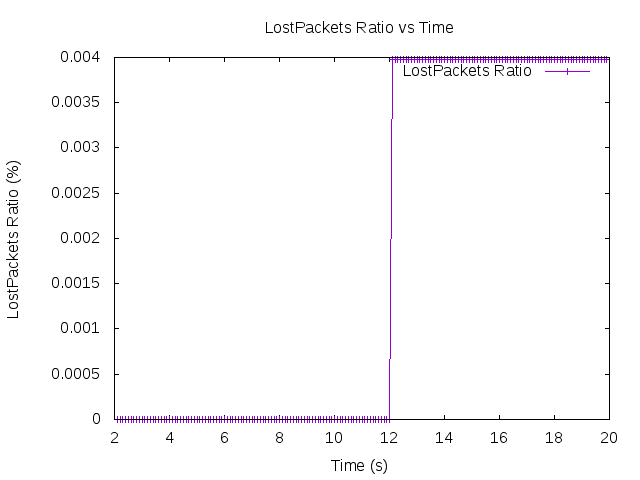 LostPackets Ratio vs Time
0.004
LostPackets Ratio
0.0035
0.003
0.0025
0.002
0.0015
0.001
0.0005
0
LostPackets Ratio (%)
2 4 6 8 10 12 14 16 18 20
Time (s)